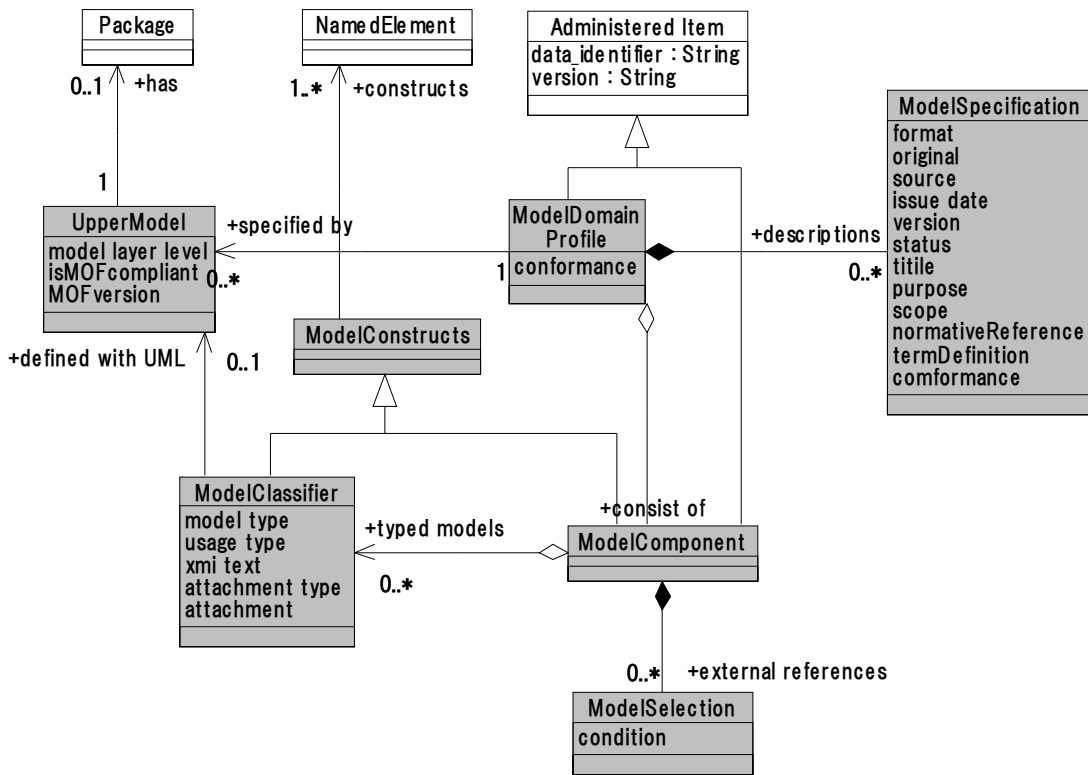 Package
0..1
+has
1
NamedElement
1..*
+constructs
Administered Item
data_identifier : String
version : String
ModelSpecification
format
original
source
issue date
version
status
titile
purpose
scope
normativeReference
termDefinition
comformance
UpperModel
model layer level
isMOFcompliant
MOFversion
+specified by
0..*
1
ModelDomain
Profile
conformance
+descriptions
0..*
+defined with UML
0..1
ModelConstructs
ModelClassifier
model type
usage type
xmi text
attachment type
attachment
+typed models
0..*
+consist of
ModelComponent
0..*
+external references
ModelSelection
condition